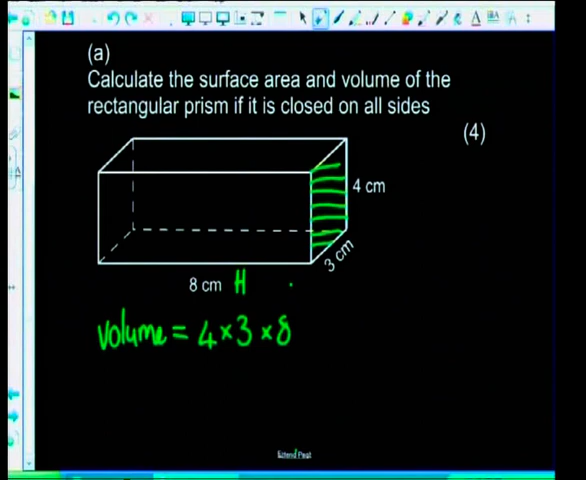 (a)
Calculate the surface area and volume of the
rectangular prism if it is closed on all sides
(4)
4 cm
3 cm
8 cm H
volume = 4 × 3 × 8